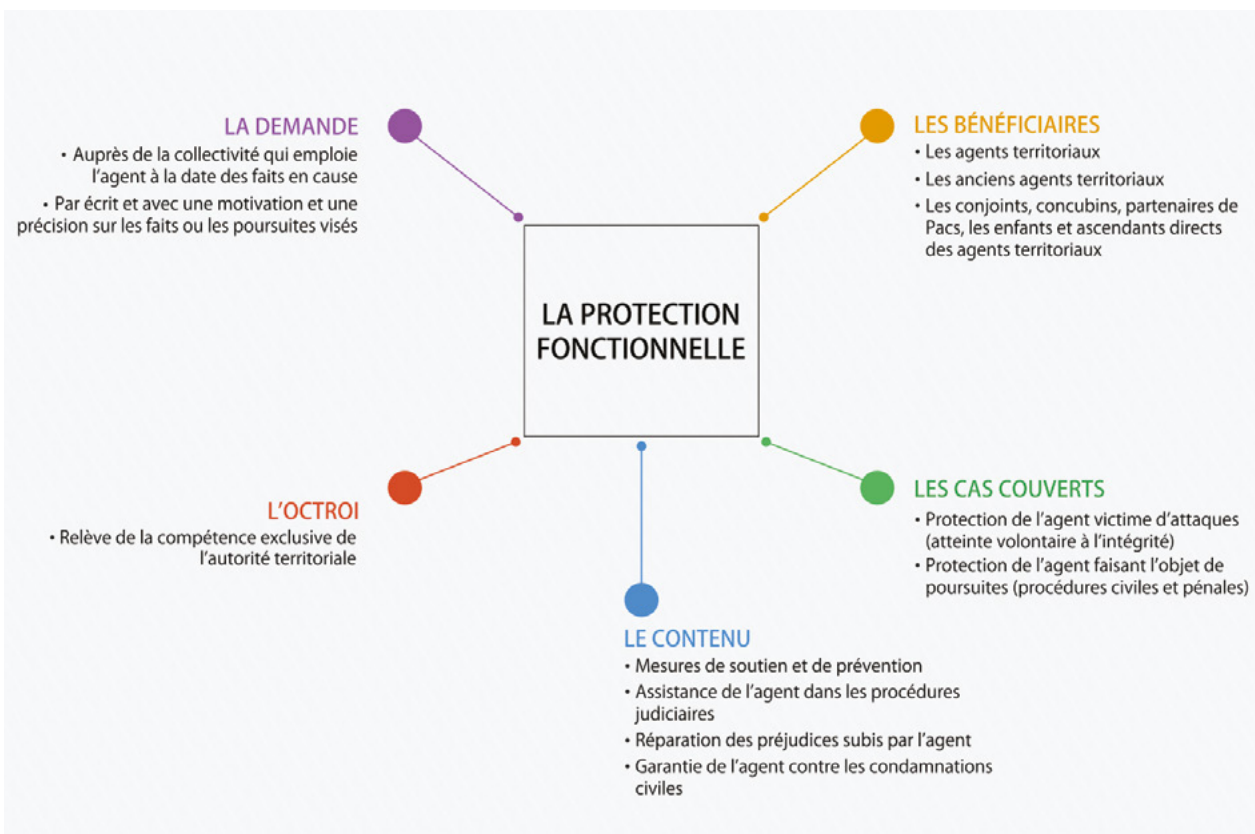 LA DEMANDE
• Auprès de la collectivité qui emploie
l'agent à la date des faits en cause
• Par écrit et avec une motivation et une
précision sur les faits ou les poursuites visés
LES BÉNÉFICIAIRES
• Les agents territoriaux
• Les anciens agents territoriaux
• Les conjoints, concubins, partenaires de
Pacs, les enfants et ascendants directs
des agents territoriaux
LA PROTECTION
FONCTIONNELLE
L'OCTROI
• Relève de la compétence exclusive de
l'autorité territoriale
LES CAS COUVERTS
• Protection de l'agent victime d'attaques
(atteinte volontaire à l'intégrité)
• Protection de l'agent faisant l'objet de
poursuites (procédures civiles et pénales)
LE CONTENU
• Mesures de soutien et de prévention
• Assistance de l'agent dans les procédures
judiciaires
• Réparation des préjudices subis par l'agent
• Garantie de l'agent contre les condamnations
civiles